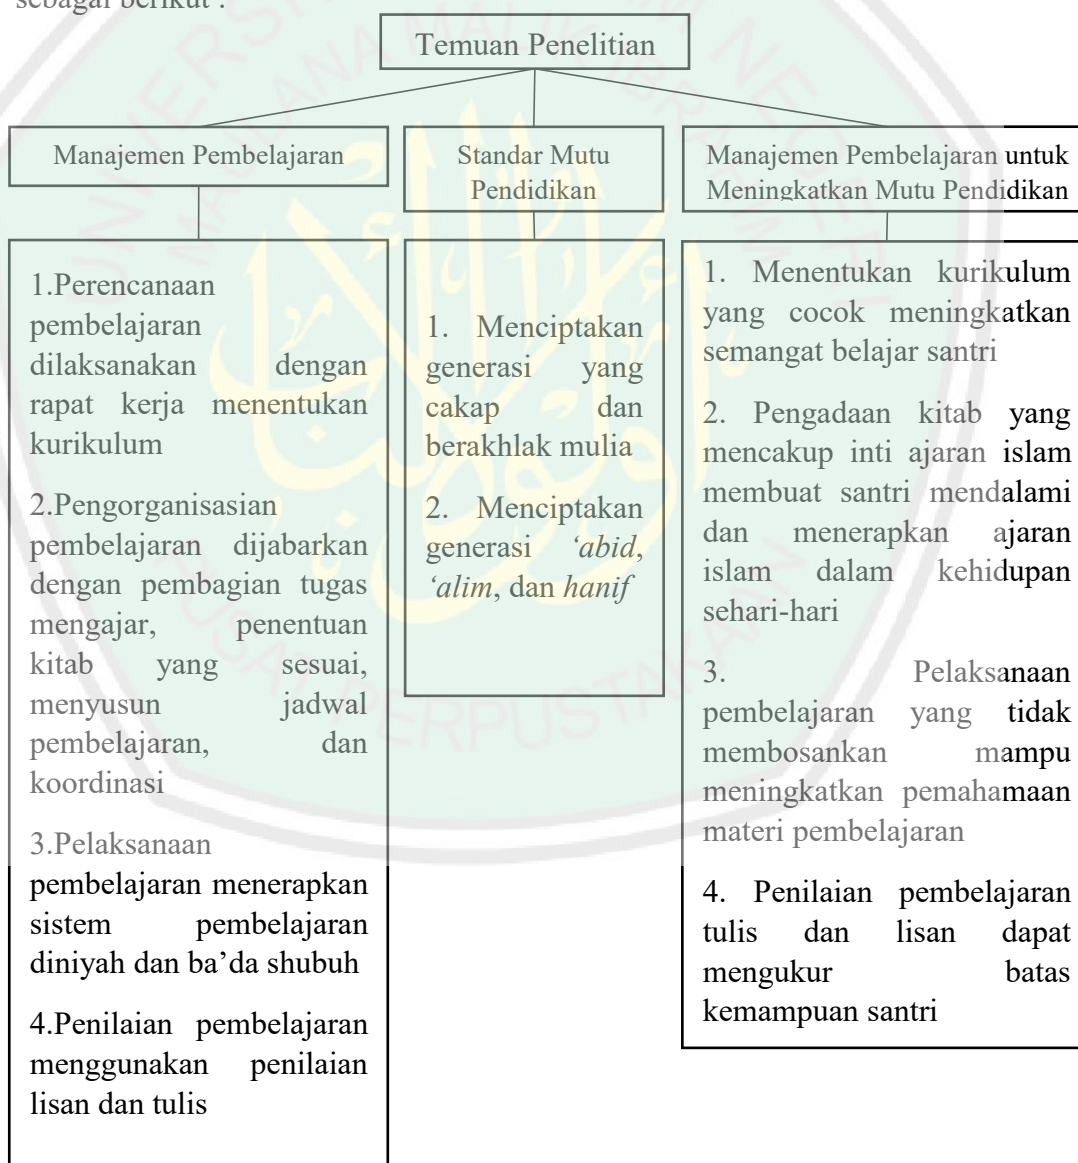 sebagai berikut :
Temuan Penelitian
Manajemen Pembelajaran
1.Perencanaan
pembelajaran
dilaksanakan dengan
rapat kerja menentukan
kurikulum
2.Pengorganisasian
pembelajaran dijabarkan
dengan pembagian tugas
mengajar, penentuan
kitab yang sesuai,
menyusun jadwal
pembelajaran, dan
koordinasi
3.Pelaksanaan
pembelajaran menerapkan
sistem pembelajaran
diniyah dan ba’da shubuh
4.Penilaian pembelajaran
menggunakan penilaian
lisan dan tulis
Standar Mutu
Pendidikan
1. Menciptakan
generasi yang
cakap dan
berakhlak mulia
2. Menciptakan
generasi ‘abid,
‘alim, dan hanif
Manajemen Pembelajaran untuk
Meningkatkan Mutu Pendidikan
1. Menentukan kurikulum
yang cocok meningkatkan
semangat belajar santri
2. Pengadaan kitab yang
mencakup inti ajaran islam
membuat santri mendalami
dan menerapkan ajaran
islam dalam kehidupan
sehari-hari
3. Pelaksanaan
pembelajaran yang tidak
membosankan mampu
meningkatkan pemahamaan
materi pembelajaran
4. Penilaian pembelajaran
tulis dan lisan dapat
mengukur batas
kemampuan santri
PUSAT PERPUSTAKAAN